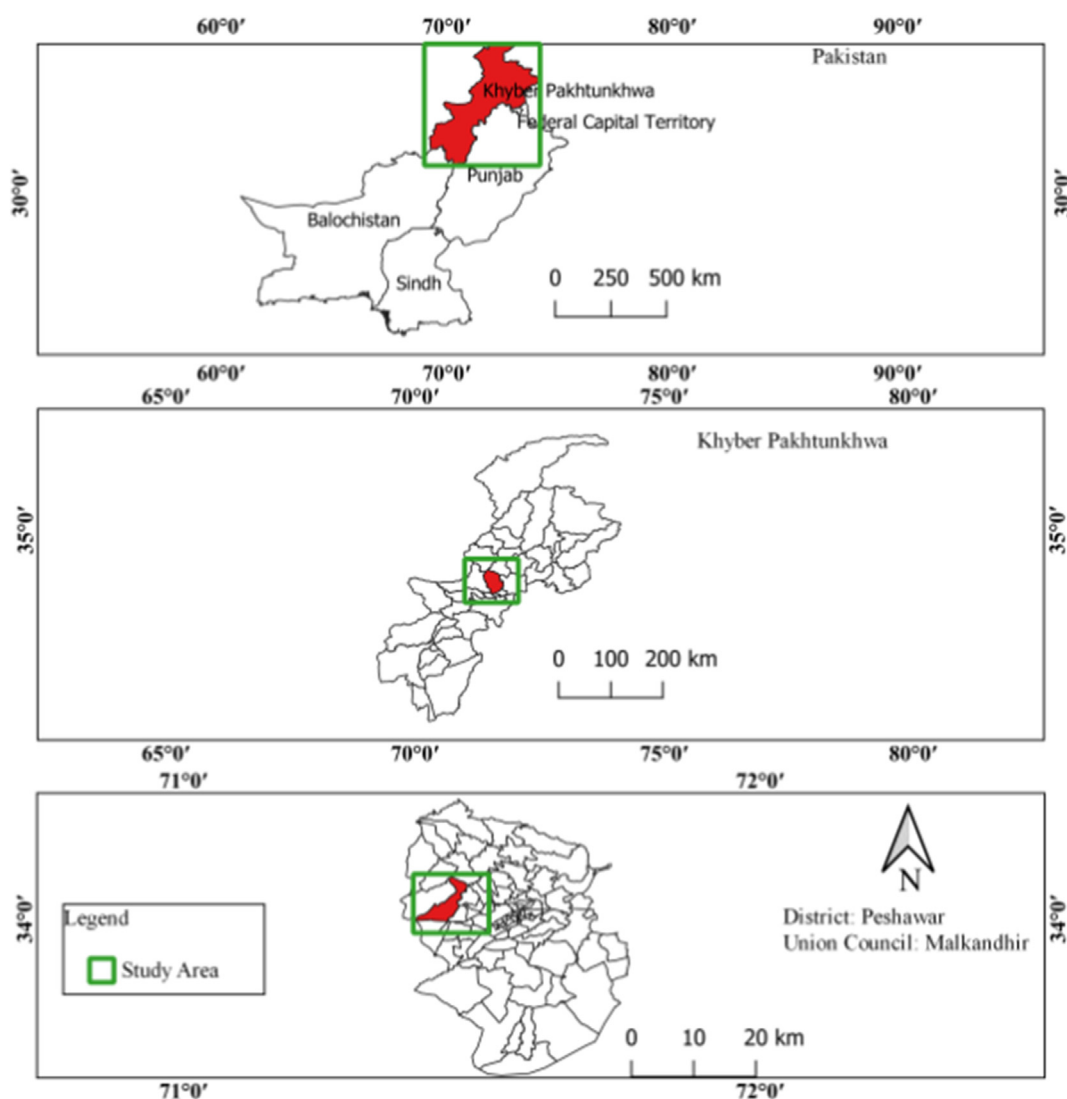 60°0′ 70°0′ 80°0′ 90°0′
Pakistan
Khyber Pakhtunkhwa
Federal Capital Territory
Punjab
30°0′ 30°0′
Balochistan
Sindh
0 250 500 km
60°0′ 70°0′ 80°0′ 90°0′
65°0′ 70°0′ 75°0′ 80°0′
Khyber Pakhtunkhwa
35°0′ 35°0′
0 100 200 km
65°0′ 70°0′ 75°0′ 80°0′
71°0′ 72°0′
N
34°0′ 34°0′
Legend
Study Area
District: Peshawar
Union Council: Malkandhir
0 10 20 km
71°0′ 72°0′